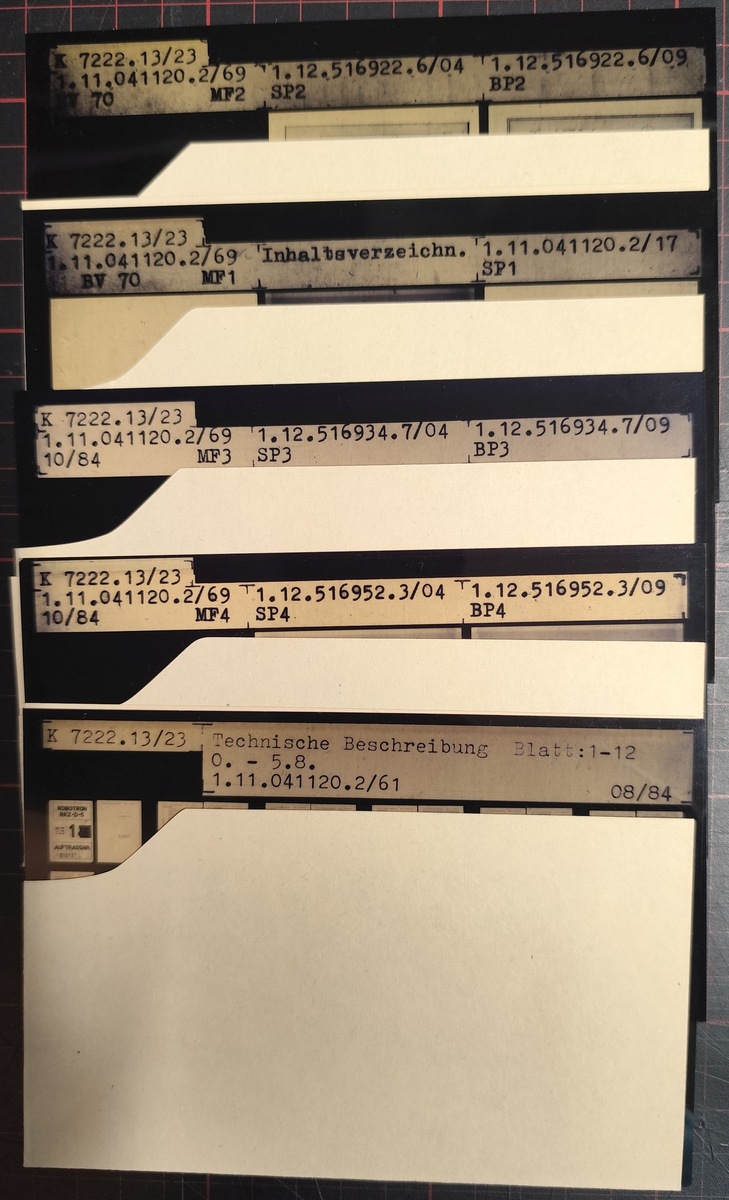 K 7222.13/23
1.11.041120.2/69 1.12.516922.6/04 1.12.516922.6/09
BV 70 MF2 SP2 BP2
K 7222.13/23
1.11.041120.2/69 Inhaltsverzeichn. 1.11.041120.2/17
BV 70 MF1 SP1
K 7222.13/23
1.11.041120.2/69 1.12.516934.7/04 1.12.516934.7/09
10/84 MF3 SP3 BP3
K 7222.13/23
1.11.041120.2/69 1.12.516952.3/04 1.12.516952.3/09
10/84 MF4 SP4 BP4
K 7222.13/23 Technische Beschreibung Blatt:1-12
0. - 5.8.
1.11.041120.2/61 08/84
ROBOTRON
AUFTRAGSNR.